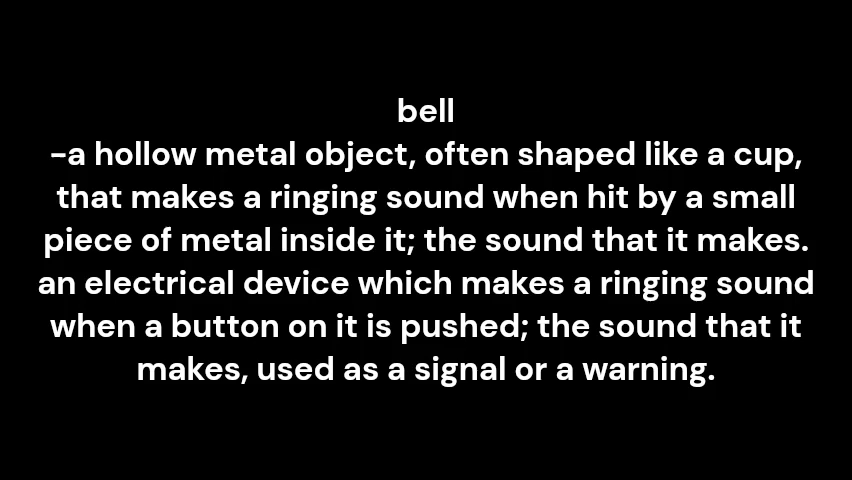 bell
-a hollow metal object, often shaped like a cup,
that makes a ringing sound when hit by a small
piece of metal inside it; the sound that it makes.
an electrical device which makes a ringing sound
when a button on it is pushed; the sound that it
makes, used as a signal or a warning.